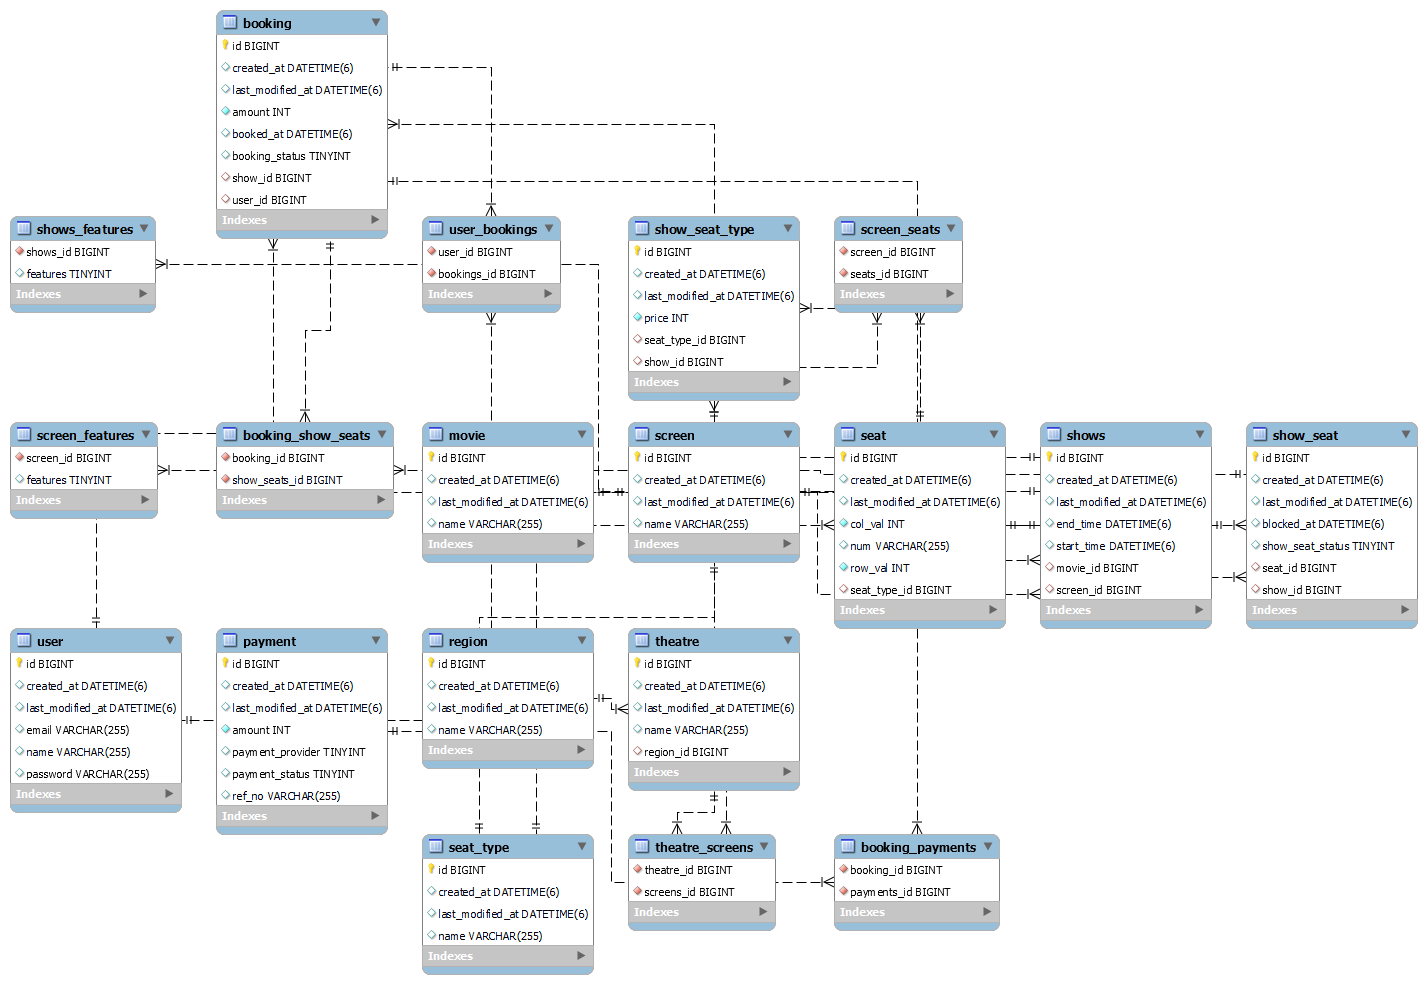 booking
id BIGINT
created_at DATETIME(6)
last_modified_at DATETIME(6)
amount INT
booked_at DATETIME(6)
booking_status TINYINT
show_id BIGINT
user_id BIGINT
Indexes
shows_features
shows_id BIGINT
features TINYINT
Indexes
user_bookings
user_id BIGINT
bookings_id BIGINT
Indexes
show_seat_type
id BIGINT
created_at DATETIME(6)
last_modified_at DATETIME(6)
price INT
seat_type_id BIGINT
show_id BIGINT
Indexes
screen_seats
screen_id BIGINT
seats_id BIGINT
Indexes
screen_features
screen_id BIGINT
features TINYINT
Indexes
booking_show_seats
booking_id BIGINT
show_seats_id BIGINT
Indexes
movie
id BIGINT
created_at DATETIME(6)
last_modified_at DATETIME(6)
name VARCHAR(255)
Indexes
screen
id BIGINT
created_at DATETIME(6)
last_modified_at DATETIME(6)
name VARCHAR(255)
Indexes
seat
id BIGINT
created_at DATETIME(6)
last_modified_at DATETIME(6)
col_val INT
num VARCHAR(255)
row_val INT
seat_type_id BIGINT
Indexes
shows
id BIGINT
created_at DATETIME(6)
last_modified_at DATETIME(6)
end_time DATETIME(6)
start_time DATETIME(6)
movie_id BIGINT
screen_id BIGINT
Indexes
show_seat
id BIGINT
created_at DATETIME(6)
last_modified_at DATETIME(6)
blocked_at DATETIME(6)
show_seat_status TINYINT
seat_id BIGINT
show_id BIGINT
Indexes
user
id BIGINT
created_at DATETIME(6)
last_modified_at DATETIME(6)
email VARCHAR(255)
name VARCHAR(255)
password VARCHAR(255)
Indexes
payment
id BIGINT
created_at DATETIME(6)
last_modified_at DATETIME(6)
amount INT
payment_provider TINYINT
payment_status TINYINT
ref_no VARCHAR(255)
Indexes
region
id BIGINT
created_at DATETIME(6)
last_modified_at DATETIME(6)
name VARCHAR(255)
Indexes
theatre
id BIGINT
created_at DATETIME(6)
last_modified_at DATETIME(6)
name VARCHAR(255)
region_id BIGINT
Indexes
seat_type
id BIGINT
created_at DATETIME(6)
last_modified_at DATETIME(6)
name VARCHAR(255)
Indexes
theatre_screens
theatre_id BIGINT
screens_id BIGINT
Indexes
booking_payments
booking_id BIGINT
payments_id BIGINT
Indexes